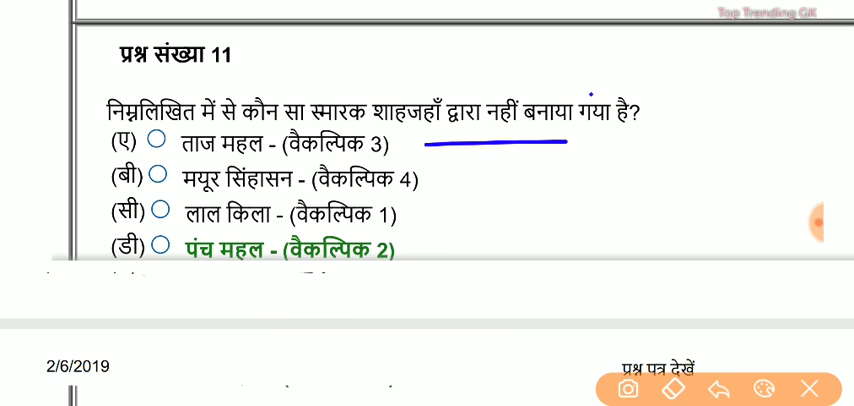 Top Trending GK
प्रश्न संख्या 11
निम्नलिखित में से कौन सा स्मारक शाहजहाँ द्वारा नहीं बनाया गया है?
(ए) ताज महल - (वैकल्पिक 3)
(बी) मयूर सिंहासन - (वैकल्पिक 4)
(सी) लाल किला - (वैकल्पिक 1)
(डी) पंच महल - (वैकल्पिक 2)
2/6/2019 प्रश्न पत्र देखें